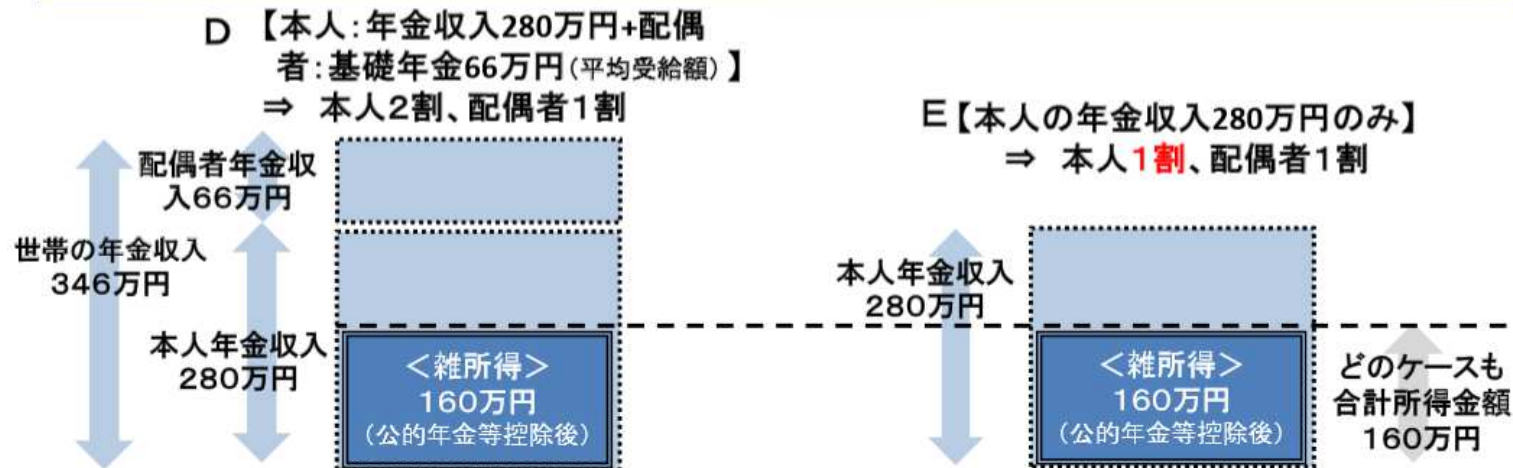 D 【本人：年金収入280万円+配偶
者：基礎年金66万円（平均受給額）】
⇒ 本人2割、配偶者1割
配偶者年金収
入66万円
世帯の年金収入
346万円
本人年金収入
280万円
＜雑所得＞
160万円
（公的年金等控除後）
E【本人の年金収入280万円のみ】
⇒ 本人1割、配偶者1割
本人年金収入
280万円
＜雑所得＞
160万円
（公的年金等控除後）
どのケースも
合計所得金額
160万円